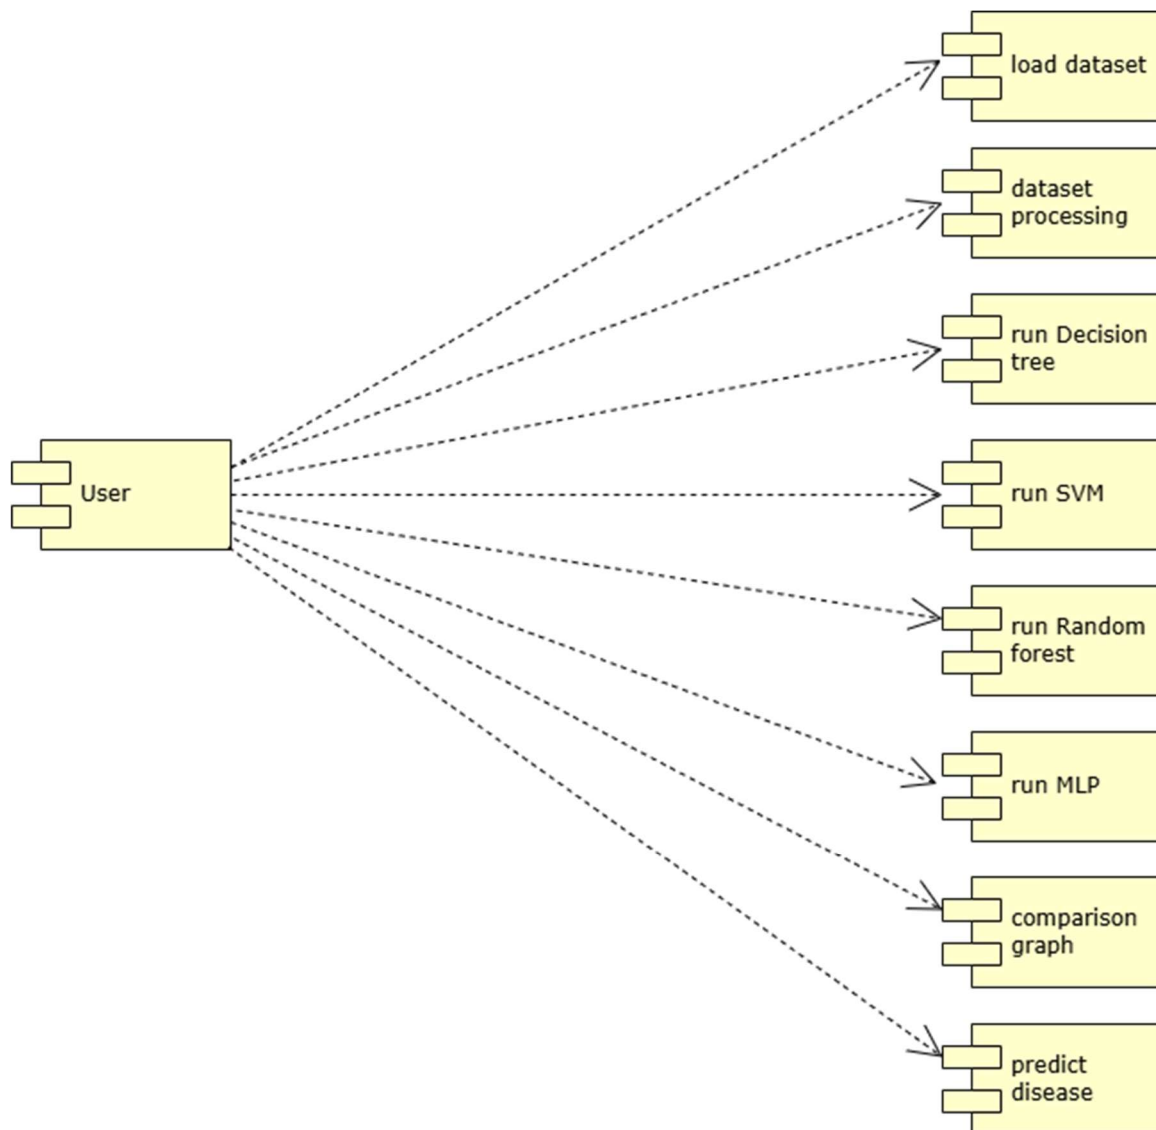 load dataset
dataset
processing
run Decision
tree
User
run SVM
run Random
forest
run MLP
comparison
graph
predict
disease